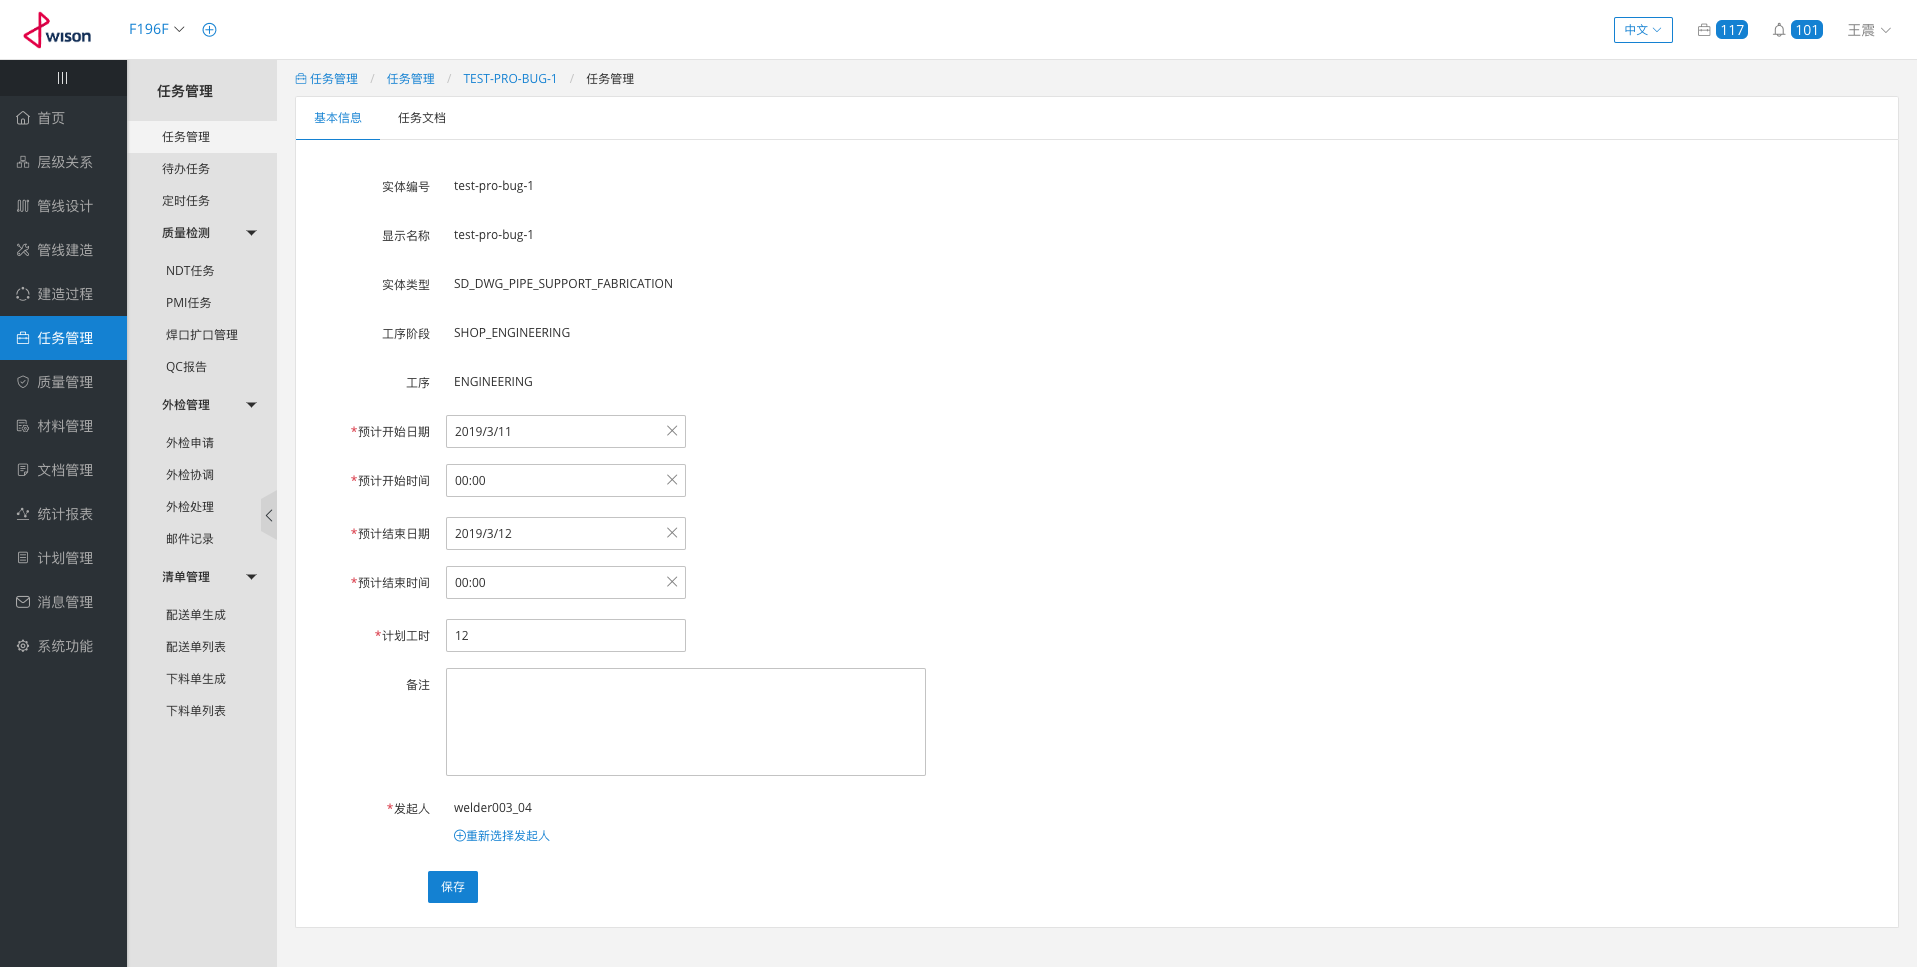 wison
F196F
中文
117
101
王震
首页
层级关系
管线设计
管线建造
建造过程
任务管理
质量管理
材料管理
文档管理
统计报表
计划管理
消息管理
系统功能
任务管理
任务管理
待办任务
定时任务
质量检测
NDT任务
PMI任务
焊口扩口管理
QC报告
外检管理
外检申请
外检协调
外检处理
邮件记录
清单管理
配送单生成
配送单列表
下料单生成
下料单列表
任务管理 / 任务管理 / TEST-PRO-BUG-1 / 任务管理
基本信息 任务文档
实体编号 test-pro-bug-1
显示名称 test-pro-bug-1
实体类型 SD_DWG_PIPE_SUPPORT_FABRICATION
工序阶段 SHOP_ENGINEERING
工序 ENGINEERING
*预计开始日期 2019/3/11
*预计开始时间 00:00
*预计结束日期 2019/3/12
*预计结束时间 00:00
*计划工时 12
备注
*发起人 welder003_04
重新选择发起人
保存